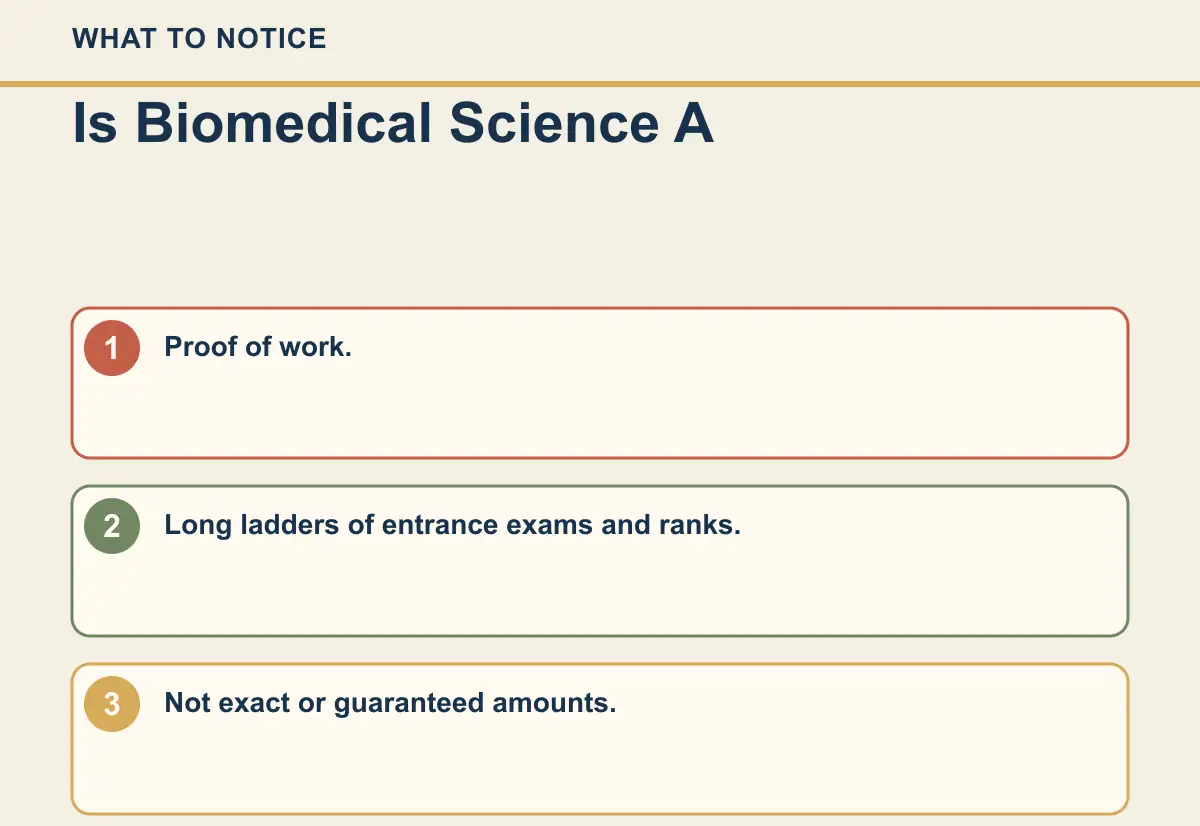 WHAT TO NOTICE
Is Biomedical Science A
1 Proof of work.
2 Long ladders of entrance exams and ranks.
3 Not exact or guaranteed amounts.